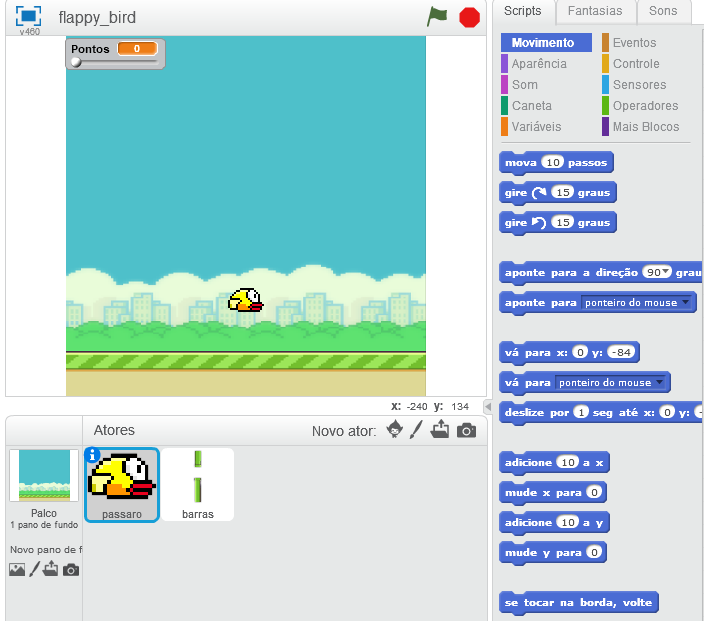 flappy_bird
v460
Pontos 0
x: -240 y: 134
Atores
Novo ator:
Palco
1 pano de fundo
Novo pano de f
passaro
barras
Scripts
Fantasias
Sons
Movimento
Aparência
Som
Caneta
Variáveis
Eventos
Controle
Sensores
Operadores
Mais Blocos
mova 10 passos
gire 15 graus
gire 15 graus
aponte para a direção 90 grau
aponte para ponteiro do mouse
vá para x: 0 y: -84
vá para ponteiro do mouse
deslize por 1 seg até x: 0 y: -
adicione 10 a x
mude x para 0
adicione 10 a y
mude y para 0
se tocar na borda, volte